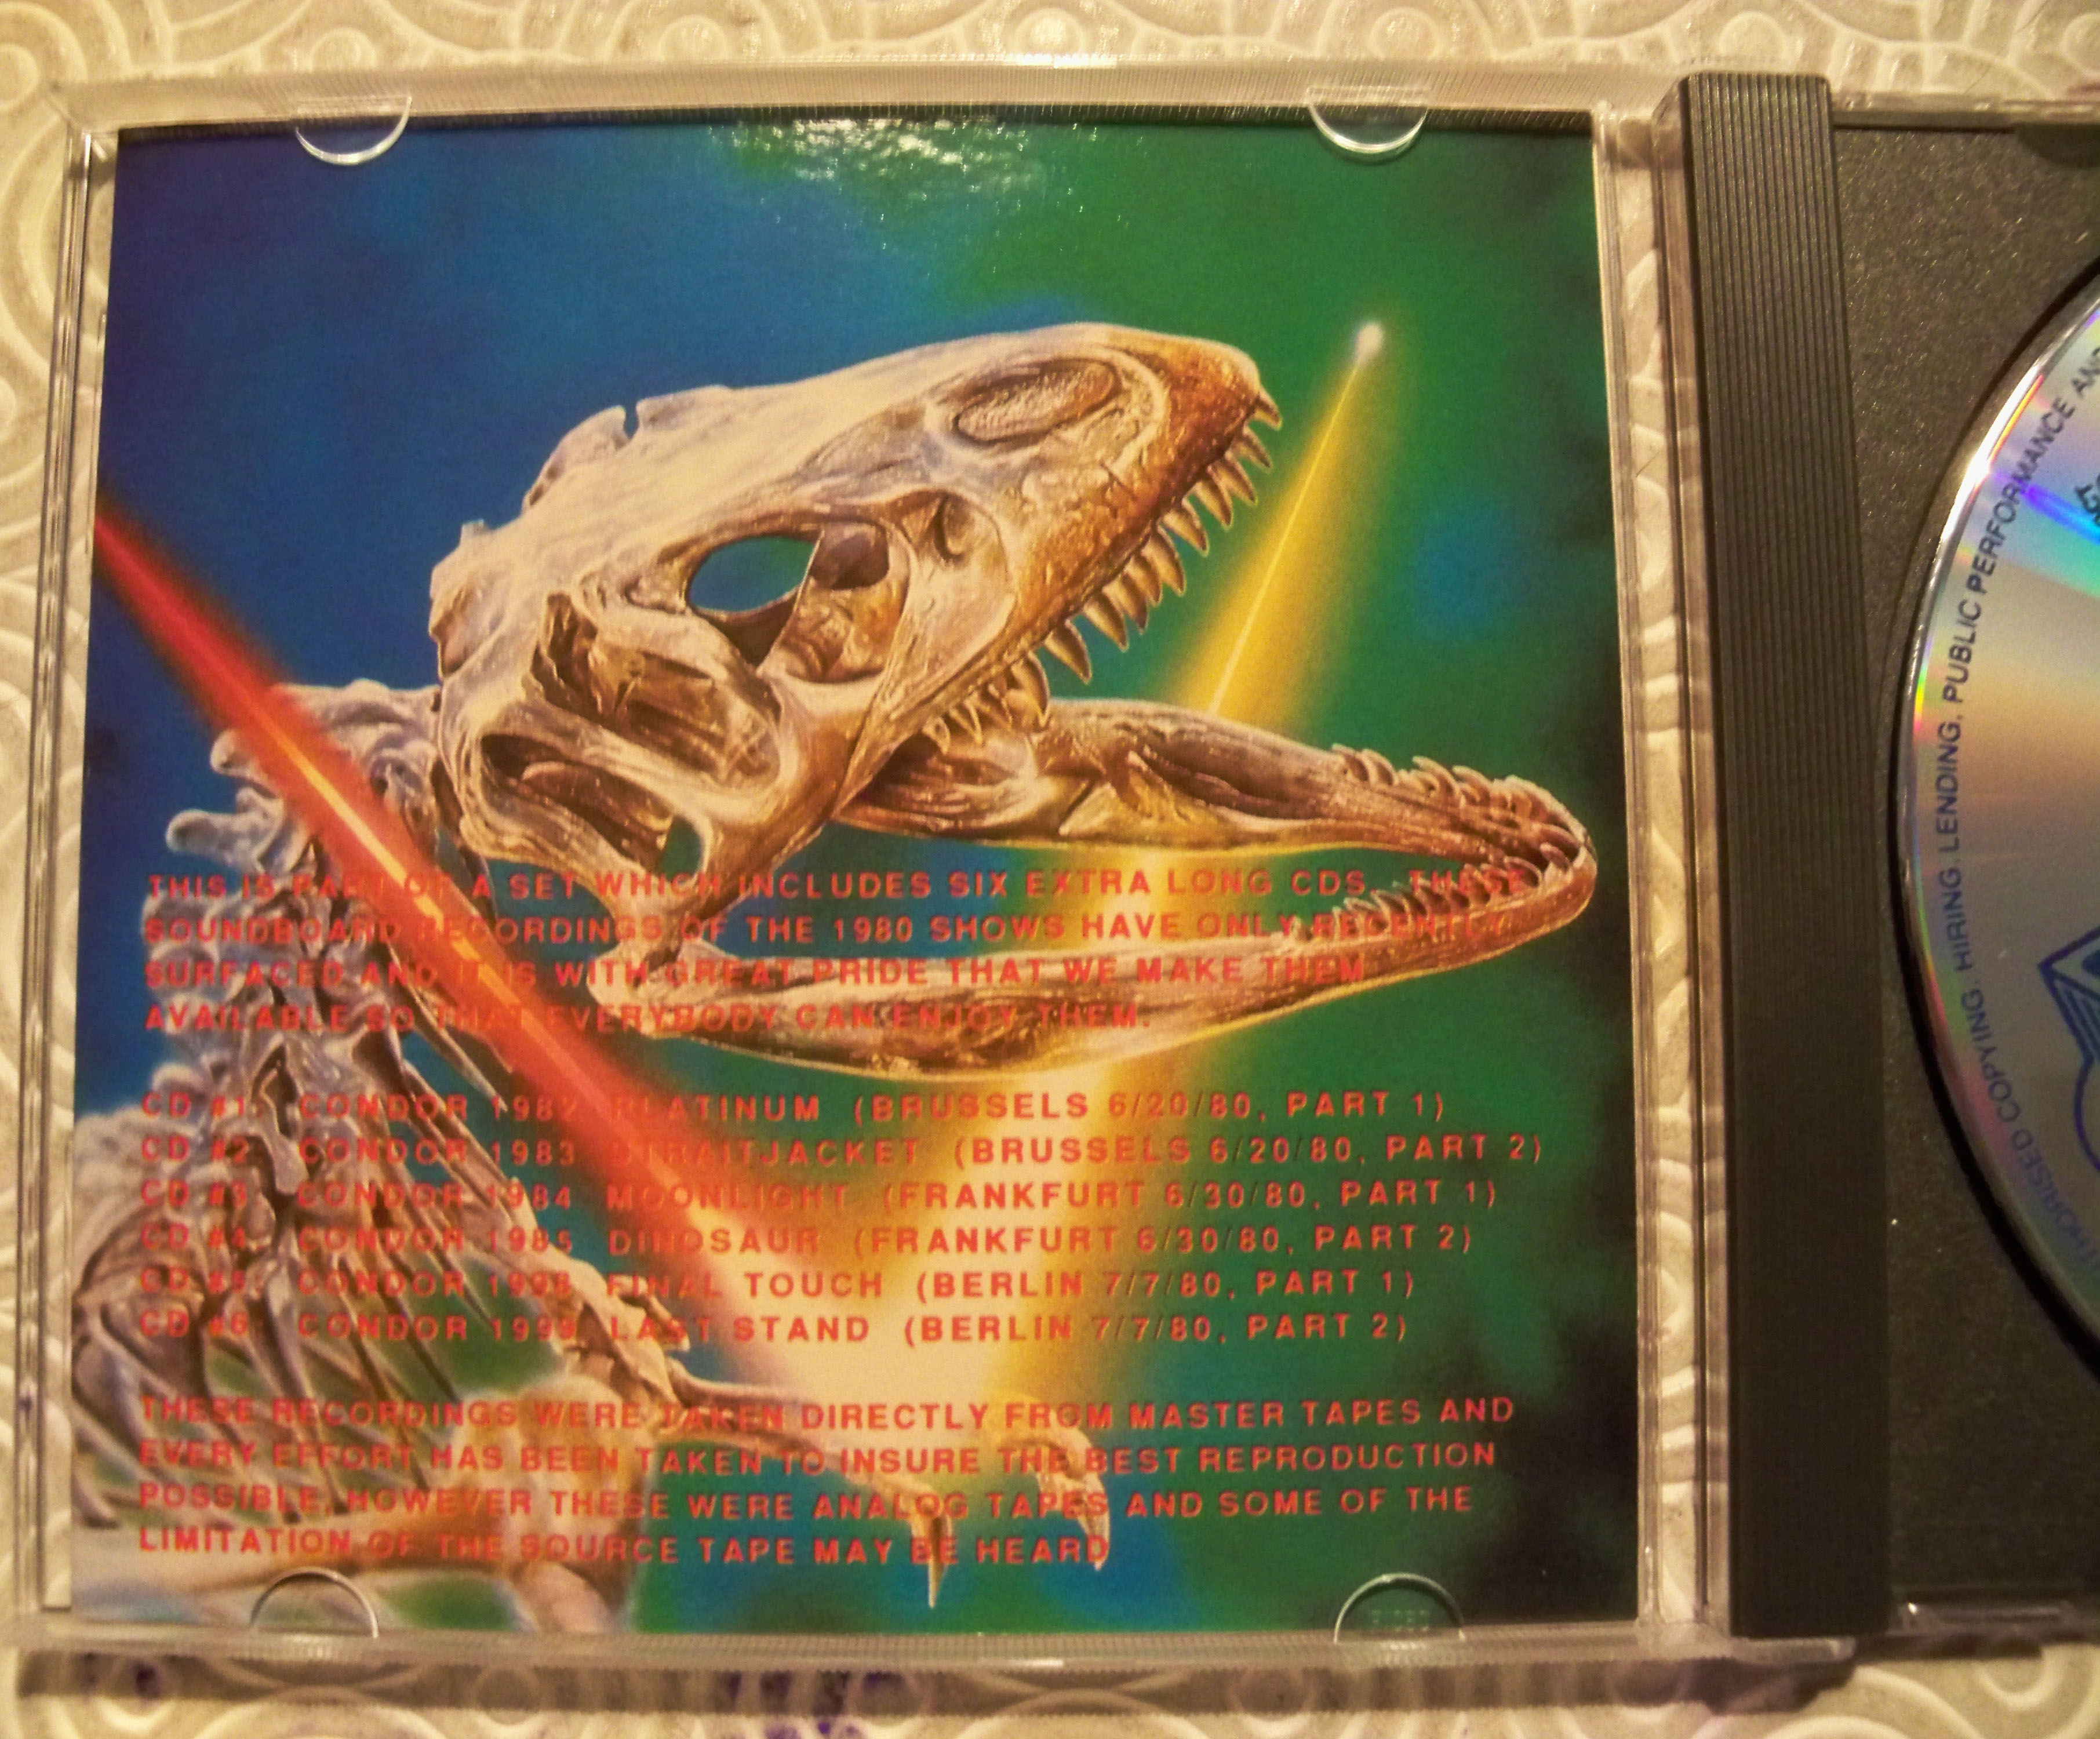 THIS IS PART OF A SET WHICH INCLUDES SIX EXTRA LONG CDS. THESE
SOUNDBOARD RECORDINGS OF THE 1980 SHOWS HAVE ONLY RECENTLY
SURFACED AND IT IS WITH GREAT PRIDE THAT WE MAKE THEM
AVAILABLE SO THAT EVERYBODY CAN ENJOY THEM.
CD #1: CONDOR 1982 PLATINUM (BRUSSELS 6/20/80, PART 1)
CD #2: CONDOR 1983 STRAITJACKET (BRUSSELS 6/20/80, PART 2)
CD #3: CONDOR 1984 MOONLIGHT (FRANKFURT 6/30/80, PART 1)
CD #4: CONDOR 1985 DINOSAUR (FRANKFURT 6/30/80, PART 2)
CD #5: CONDOR FINAL TOUCH (BERLIN 7/7/80, PART 1)
CD #6: CONDOR LAST STAND (BERLIN 7/7/80, PART 2)
THESE RECORDINGS WERE TAKEN DIRECTLY FROM MASTER TAPES AND
EVERY EFFORT HAS BEEN TAKEN TO INSURE THE BEST REPRODUCTION
POSSIBLE, HOWEVER THESE WERE ANALOG TAPES AND SOME OF THE
LIMITATION OF THE SOURCE TAPE MAY BE HEARD
COPYING, HIRING, LENDING, PUBLIC PERFORMANCE AND